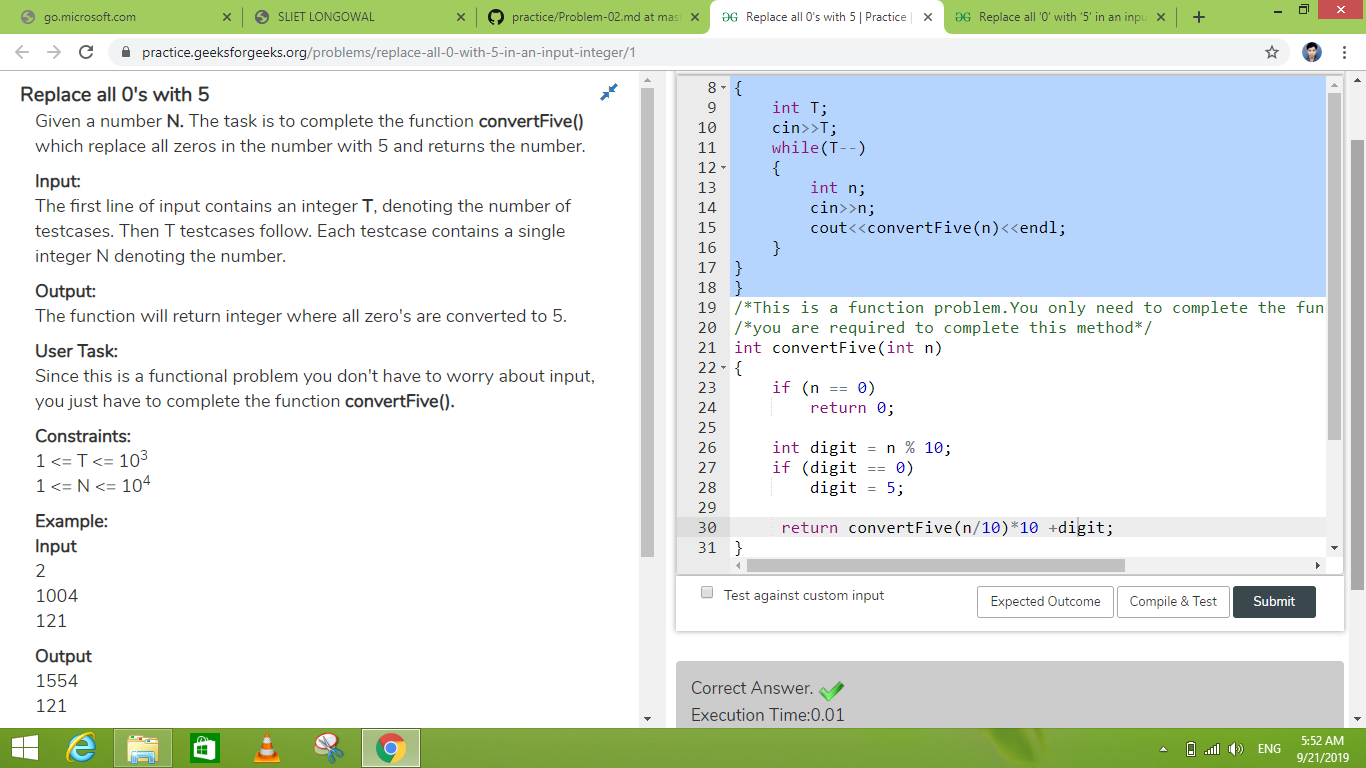 go.microsoft.com
SLIET LONGOWAL
practice/Problem-02.md at mas
Replace all 0's with 5 | Practice |
Replace all '0' with '5' in an inpu
practice.geeksforgeeks.org/problems/replace-all-0-with-5-in-an-input-integer/1
Replace all 0's with 5
Given a number N. The task is to complete the function convertFive()
which replace all zeros in the number with 5 and returns the number.
Input:
The first line of input contains an integer T, denoting the number of
testcases. Then T testcases follow. Each testcase contains a single
integer N denoting the number.
Output:
The function will return integer where all zero's are converted to 5.
User Task:
Since this is a functional problem you don't have to worry about input,
you just have to complete the function convertFive().
Constraints:
1 <= T <= 10³
1 <= N <= 10⁴
Example:
Input
2
1004
121
Output
1554
121
8 {
9 int T;
10 cin>>T;
11 while(T--)
12 {
13 int n;
14 cin>>n;
15 cout<<convertFive(n)<<endl;
16 }
17 }
18 }
19 /*This is a function problem.You only need to complete the fun
20 /*you are required to complete this method*/
21 int convertFive(int n)
22 {
23 if (n == 0)
24 return 0;
25
26 int digit = n % 10;
27 if (digit == 0)
28 digit = 5;
29
30 return convertFive(n/10)*10 +digit;
31 }
Test against custom input
Expected Outcome
Compile & Test
Submit
Correct Answer.
Execution Time:0.01
ENG
5:52 AM
9/21/2019